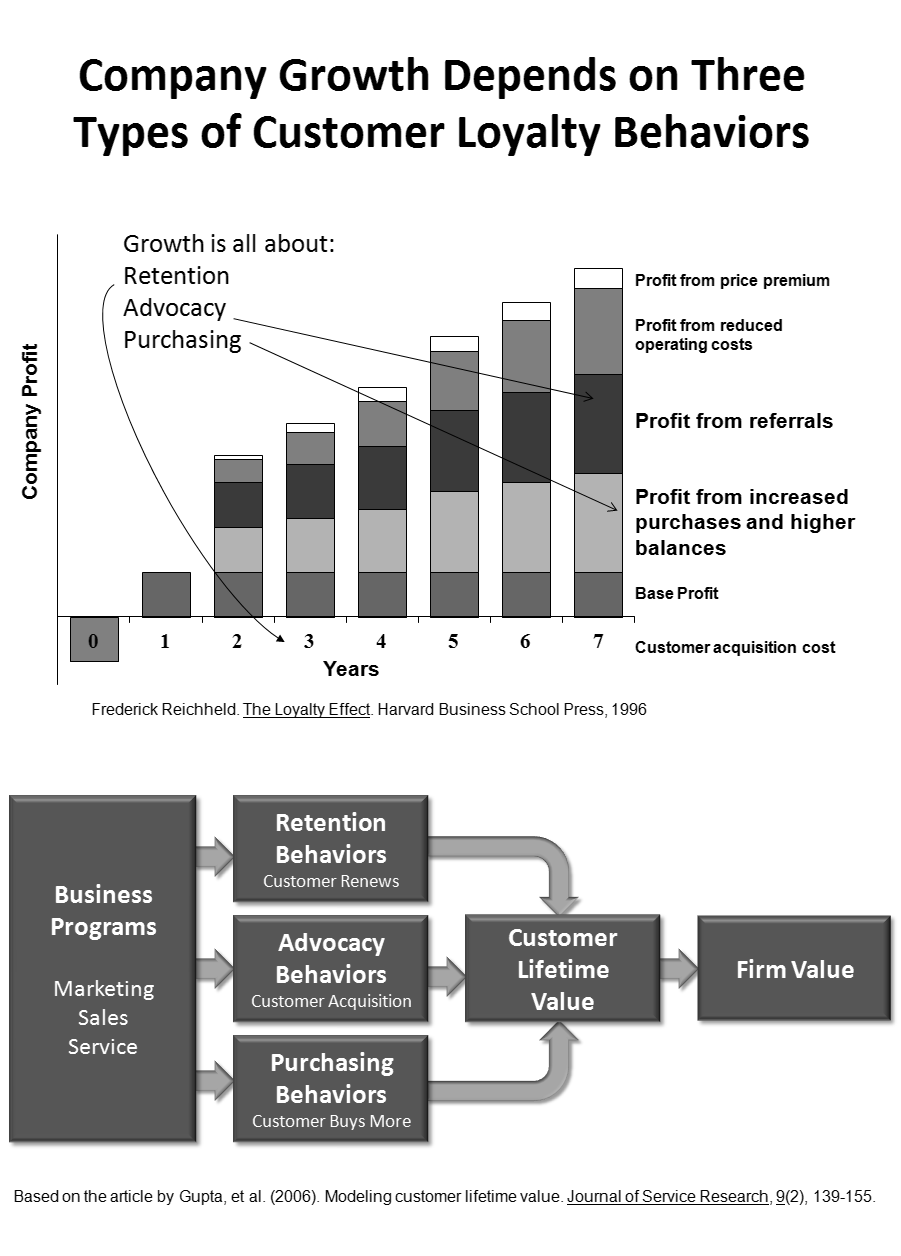 Company Growth Depends on Three
Types of Customer Loyalty Behaviors
Growth is all about:
Retention
Advocacy
Purchasing
Company Profit
Profit from price premium
Profit from reduced
operating costs
Profit from referrals
Profit from increased
purchases and higher
balances
Base Profit
Customer acquisition cost
0 1 2 3 4 5 6 7
Years
Frederick Reichheld. The Loyalty Effect. Harvard Business School Press, 1996
Business
Programs
Marketing
Sales
Service
Retention
Behaviors
Customer Renews
Advocacy
Behaviors
Customer Acquisition
Purchasing
Behaviors
Customer Buys More
Customer
Lifetime
Value
Firm Value
Based on the article by Gupta, et al. (2006). Modeling customer lifetime value. Journal of Service Research, 9(2), 139-155.